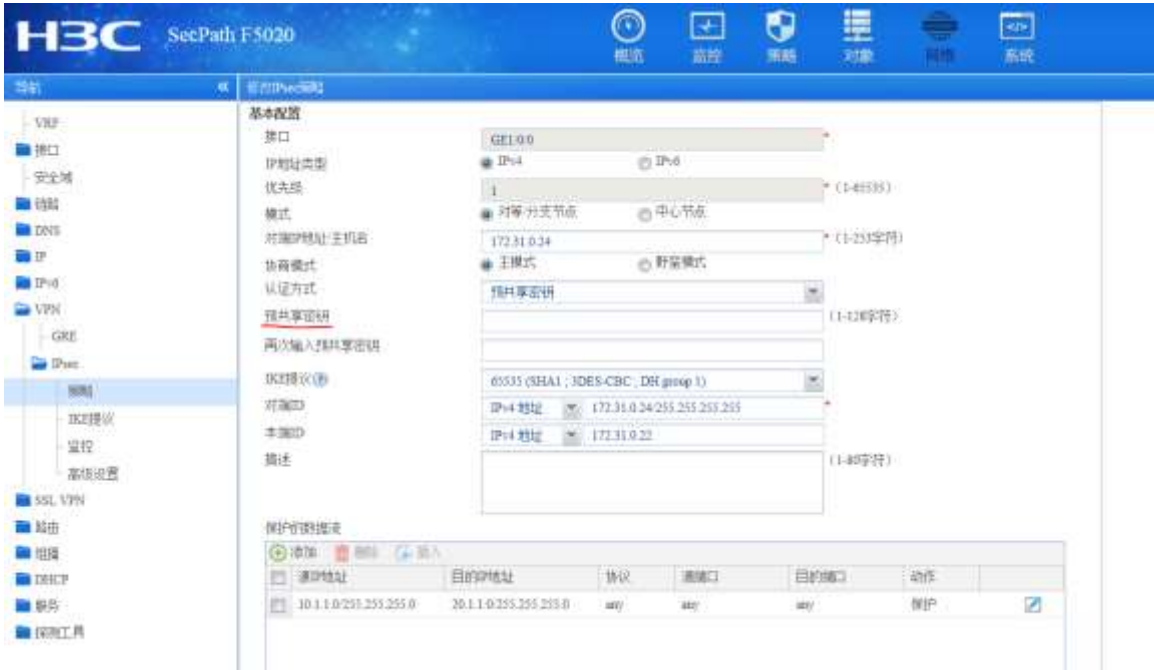 H3C SecPath F5020
概览 监控 策略 对象 网络 系统
导航 修改IPsec策略
VRF
接口
安全域
链路
DNS
IP
IPv6
VPN
GRE
IPsec
策略
IKE提议
监控
高级设置
SSL VPN
路由
组播
DHCP
服务
探测工具
基本配置
接口 GE1/0/0 *
IP地址类型 IPv4 IPv6
优先级 1 * (1-65535)
模式 对等/分支节点 中心节点
对端IP地址/主机名 172.31.0.24 * (1-253字符)
协商模式 主模式 野蛮模式
认证方式 预共享密钥
预共享密钥 (1-128字符)
再次输入预共享密钥
IKE提议 65535 (SHA1 ; 3DES-CBC ; DH group 1)
对端ID IPv4 地址 172.31.0.24/255.255.255.255 *
本端ID IPv4 地址 172.31.0.22
描述 (1-80字符)
保护的数据流
添加 删除 插入
源IP地址 目的IP地址 协议 源端口 目的端口 动作
10.1.1.0/255.255.255.0 20.1.1.0/255.255.255.0 any any any 保护